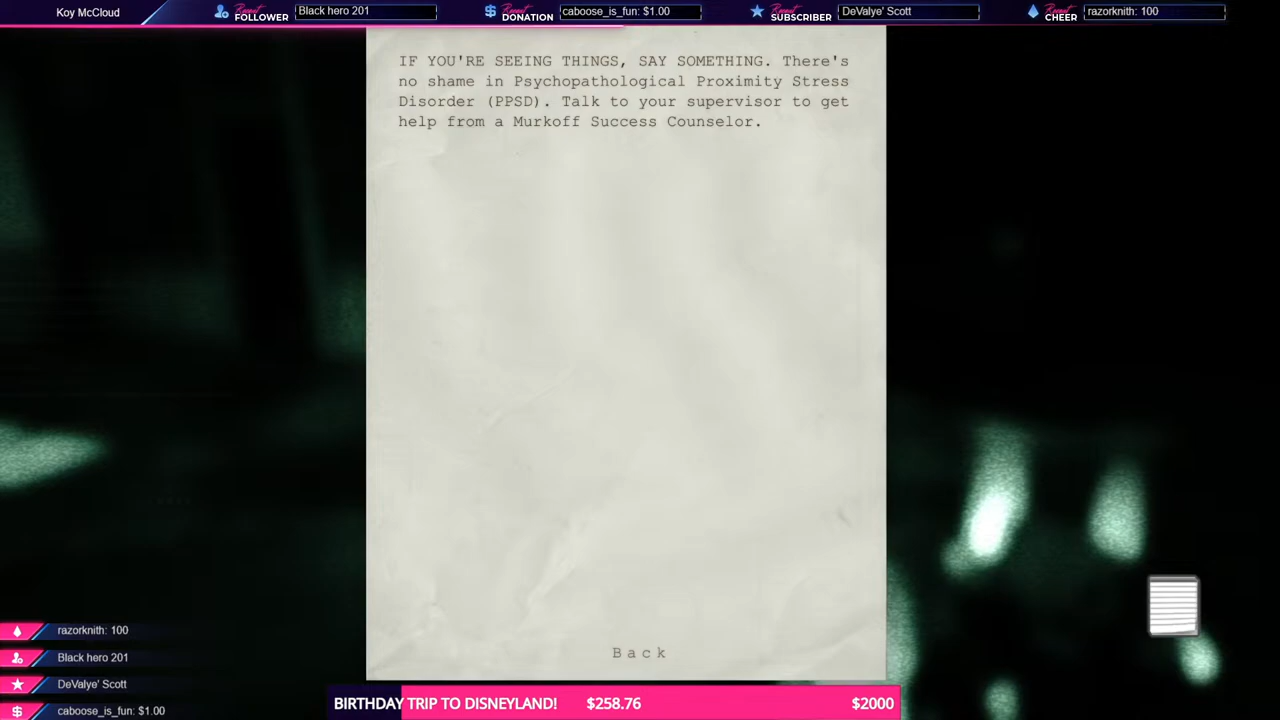 Koy McCloud
Recent FOLLOWER
Black hero 201
Recent DONATION
caboose_is_fun: $1.00
Recent SUBSCRIBER
DeValye' Scott
Recent CHEER
razorknith: 100
IF YOU'RE SEEING THINGS, SAY SOMETHING. There's
no shame in Psychopathological Proximity Stress
Disorder (PPSD). Talk to your supervisor to get
help from a Murkoff Success Counselor.
Back
razorknith: 100
Black hero 201
DeValye' Scott
caboose_is_fun: $1.00
BIRTHDAY TRIP TO DISNEYLAND! $258.76 $2000